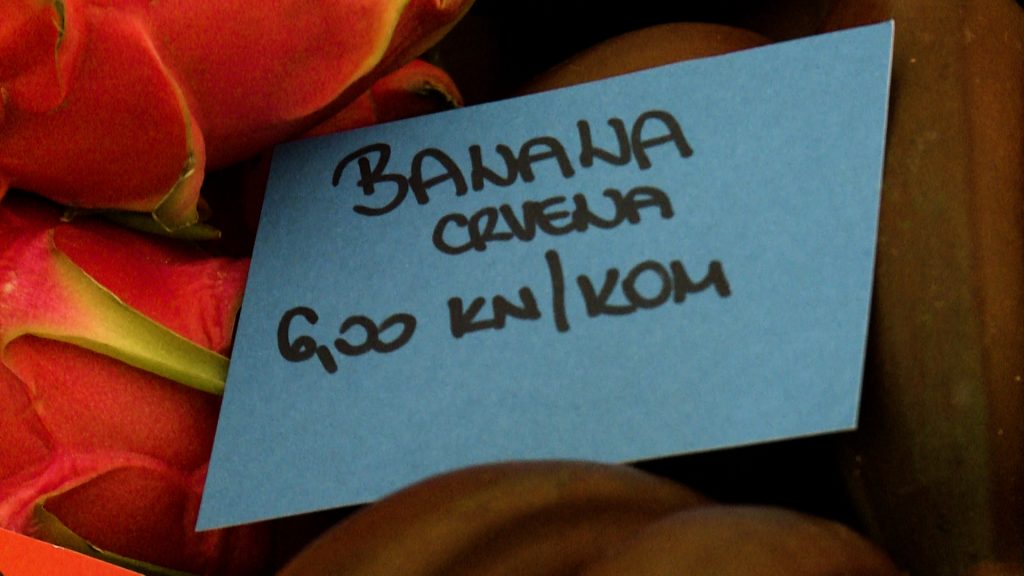 BANANA
CRVENA
6,00 KN/KOM